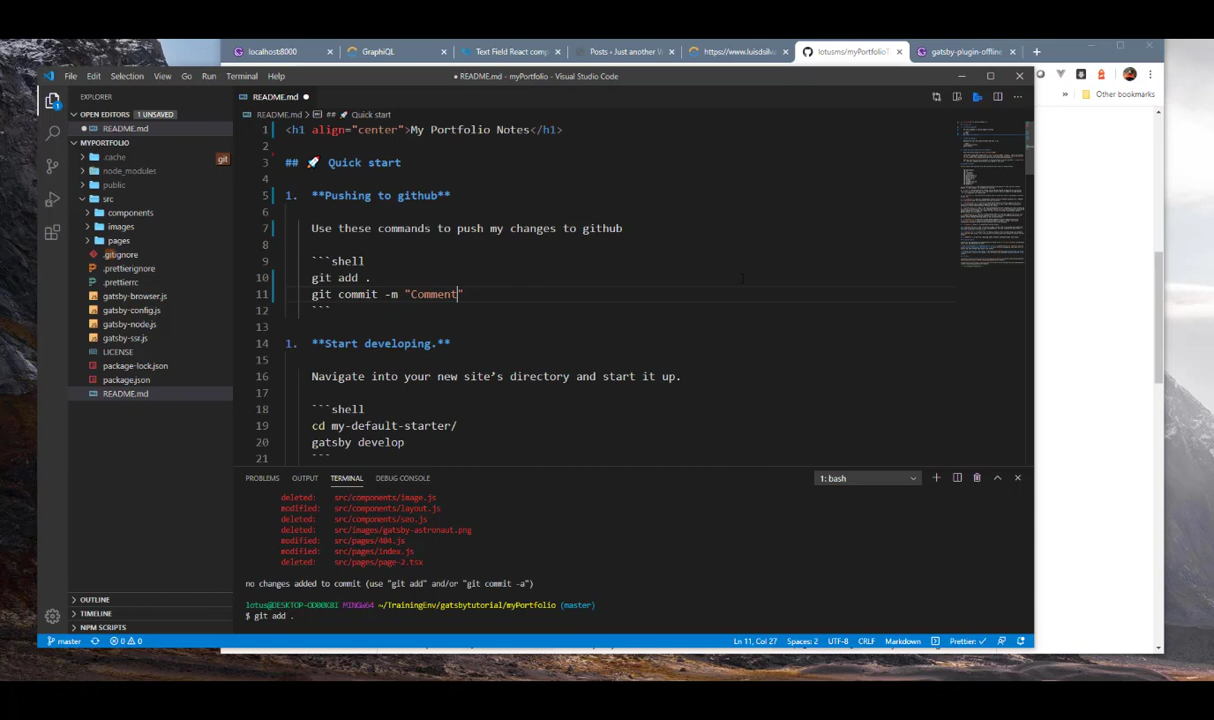 localhost:8000
GraphiQL
Text Field React comp
Posts ‹ Just another W
https://www.luisdsilva
lotusms/myPortfolioT
gatsby-plugin-offline
File Edit Selection View Go Run Terminal Help
● README.md - myPortfolio - Visual Studio Code
Other bookmarks
EXPLORER
OPEN EDITORS 1 UNSAVED
README.md
MYPORTFOLIO
.cache
git
node_modules
public
src
components
images
pages
.gitignore
.prettierignore
.prettierrc
gatsby-browser.js
gatsby-config.js
gatsby-node.js
gatsby-ssr.js
LICENSE
package-lock.json
package.json
README.md
OUTLINE
TIMELINE
NPM SCRIPTS
README.md ●
README.md > ## 🚀 Quick start
1 <h1 align="center">My Portfolio Notes</h1>
2
3 ## 🚀 Quick start
4
5 1. **Pushing to github**
6
7 Use these commands to push my changes to github
8
9 ```shell
10 git add .
11 git commit -m "Comment"
12 ```
13
14 1. **Start developing.**
15
16 Navigate into your new site’s directory and start it up.
17
18 ```shell
19 cd my-default-starter/
20 gatsby develop
21 ```
PROBLEMS OUTPUT TERMINAL DEBUG CONSOLE
1: bash
deleted: src/components/image.js
modified: src/components/layout.js
deleted: src/components/seo.js
deleted: src/images/gatsby-astronaut.png
modified: src/pages/404.js
modified: src/pages/index.js
deleted: src/pages/page-2.tsx
no changes added to commit (use "git add" and/or "git commit -a")
lotus@DESKTOP-OD00K8I MINGW64 ~/TrainingEnv/gatsbytutorial/myPortfolio (master)
$ git add .
master 0 0 Ln 11, Col 27 Spaces: 2 UTF-8 CRLF Markdown Prettier: ✓